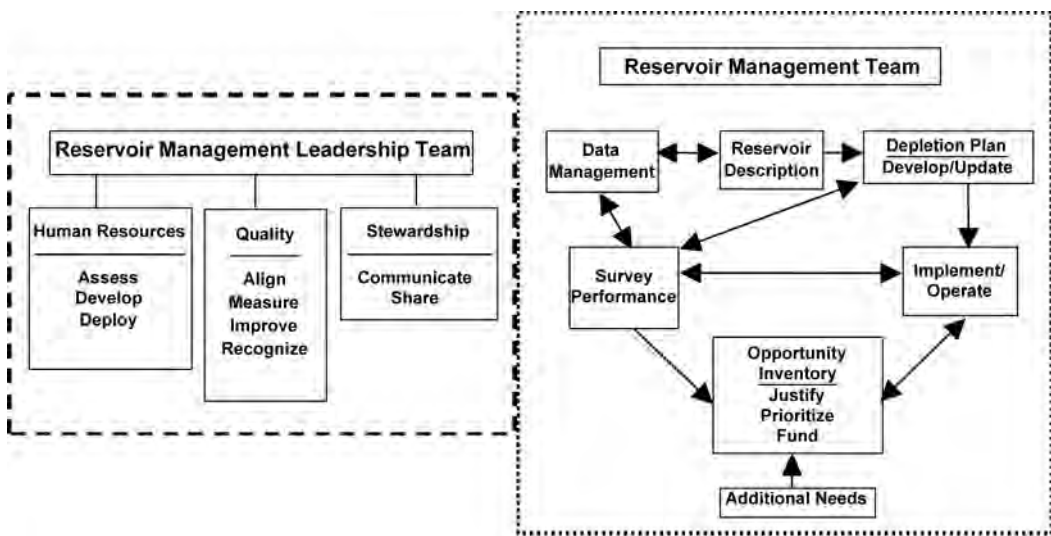 Reservoir Management Leadership Team
Human Resources
Assess
Develop
Deploy
Quality
Align
Measure
Improve
Recognize
Stewardship
Communicate
Share
Reservoir Management Team
Data
Management
Reservoir
Description
Depletion Plan
Develop/Update
Survey
Performance
Implement/
Operate
Opportunity
Inventory
Justify
Prioritize
Fund
Additional Needs